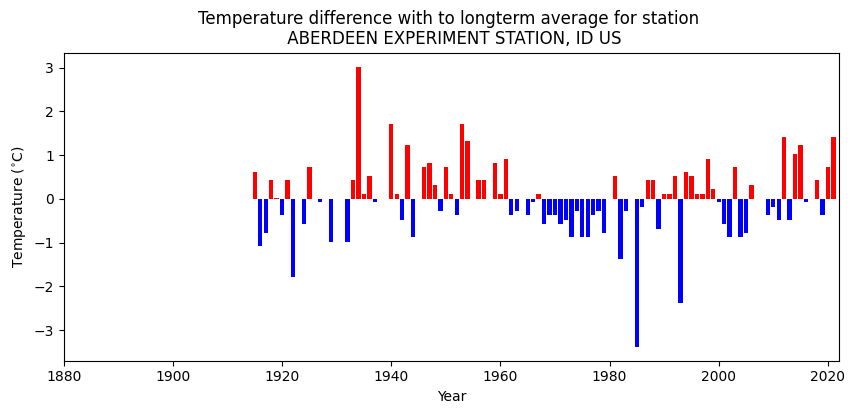 Temperature difference with to longterm average for station
ABERDEEN EXPERIMENT STATION, ID US
3
2
1
0
−1
−2
−3
Temperature (°C)
1880 1900 1920 1940 1960 1980 2000 2020
Year